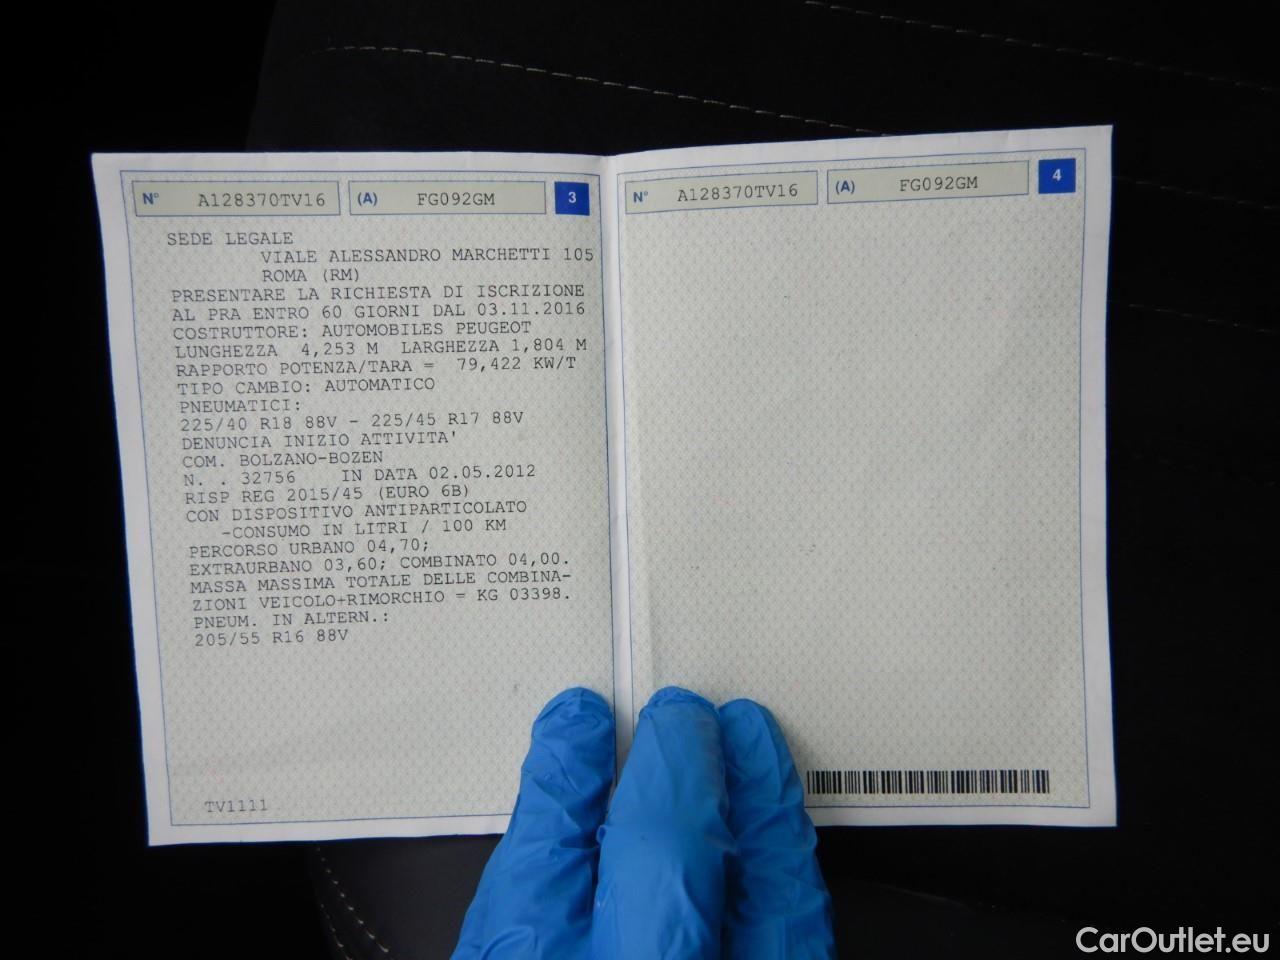 N° A128370TV16 (A) FG092GM 3
SEDE LEGALE
VIALE ALESSANDRO MARCHETTI 105
ROMA (RM)
PRESENTARE LA RICHIESTA DI ISCRIZIONE
AL PRA ENTRO 60 GIORNI DAL 03.11.2016
COSTRUTTORE: AUTOMOBILES PEUGEOT
LUNGHEZZA 4,253 M LARGHEZZA 1,804 M
RAPPORTO POTENZA/TARA = 79,422 KW/T
TIPO CAMBIO: AUTOMATICO
PNEUMATICI:
225/40 R18 88V - 225/45 R17 88V
DENUNCIA INIZIO ATTIVITA'
COM. BOLZANO-BOZEN
N. . 32756 IN DATA 02.05.2012
RISP REG 2015/45 (EURO 6B)
CON DISPOSITIVO ANTIPARTICOLATO
-CONSUMO IN LITRI / 100 KM
PERCORSO URBANO 04,70;
EXTRAURBANO 03,60; COMBINATO 04,00.
MASSA MASSIMA TOTALE DELLE COMBINA-
ZIONI VEICOLO+RIMORCHIO = KG 03398.
PNEUM. IN ALTERN.:
205/55 R16 88V
TV1111
N° A128370TV16 (A) FG092GM 4
CarOutlet.eu